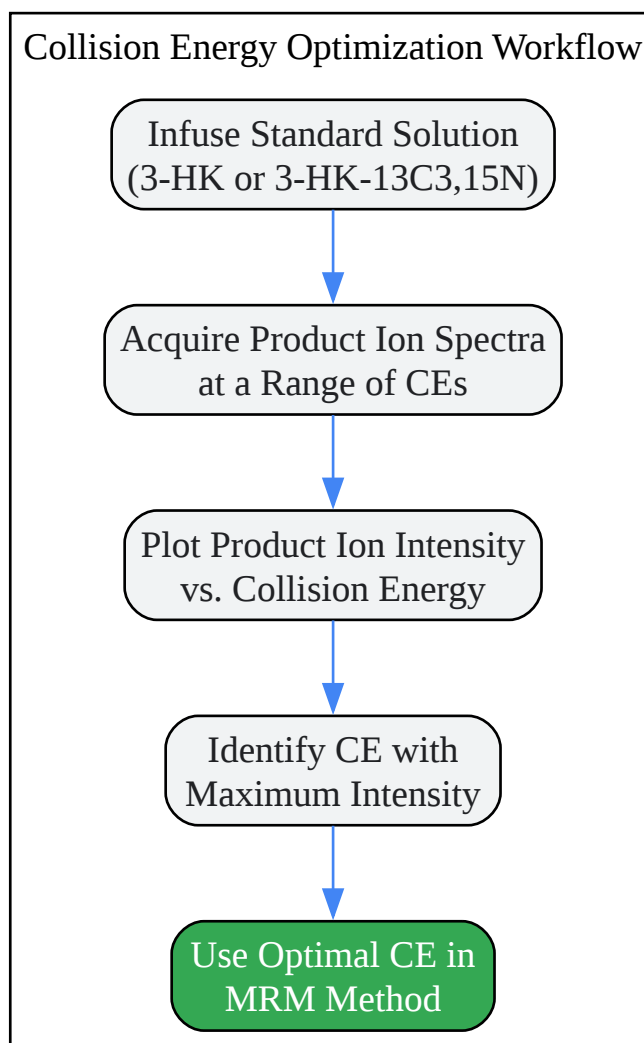 Collision Energy Optimization Workflow
Infuse Standard Solution
(3-HK or 3-HK-13C3,15N)
Acquire Product Ion Spectra
at a Range of CEs
Plot Product Ion Intensity
vs. Collision Energy
Identify CE with
Maximum Intensity
Use Optimal CE in
MRM Method